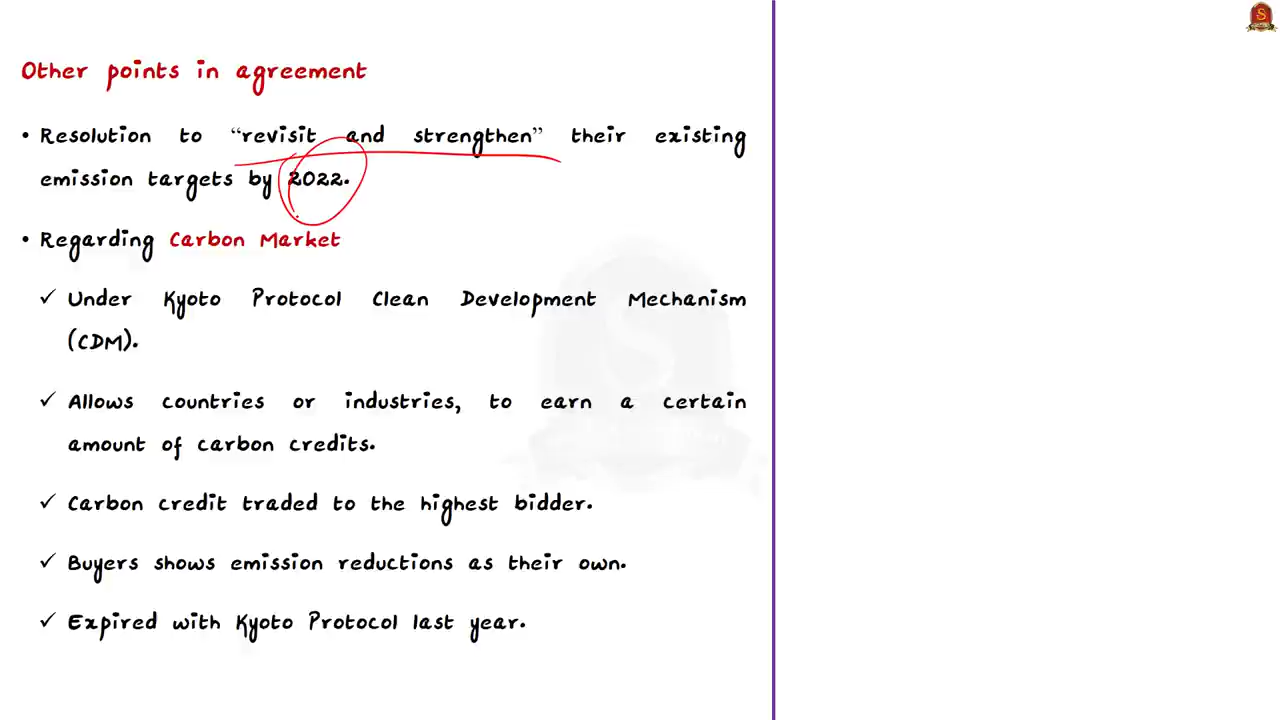 Other points in agreement
• Resolution to “revisit and strengthen” their existing
emission targets by 2022.
• Regarding Carbon Market
✓ Under Kyoto Protocol Clean Development Mechanism
(CDM).
✓ Allows countries or industries, to earn a certain
amount of carbon credits.
✓ Carbon credit traded to the highest bidder.
✓ Buyers shows emission reductions as their own.
✓ Expired with Kyoto Protocol last year.